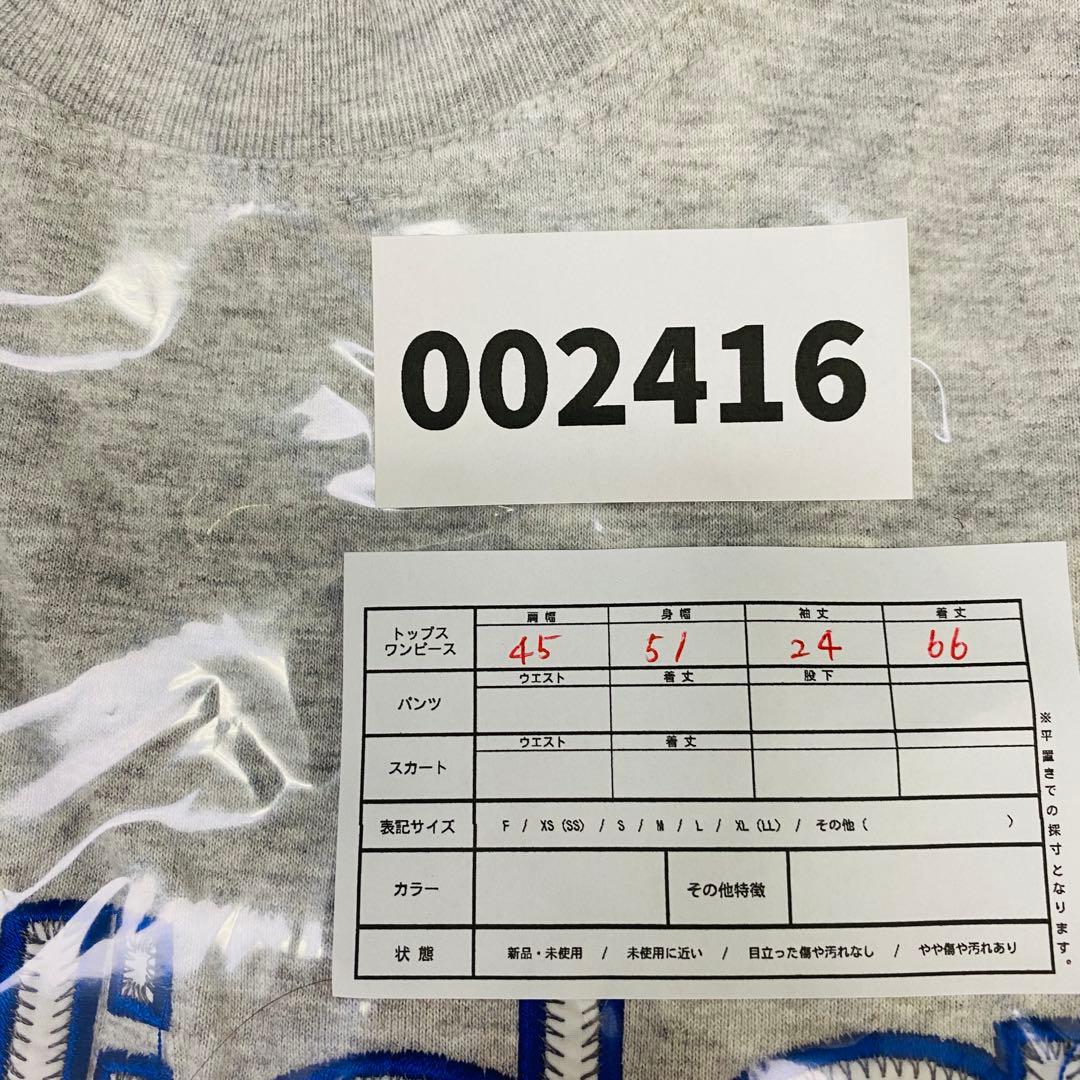 002416
肩幅 身幅 袖丈 着丈
トップス
ワンピース 45 51 24 66
ウエスト 着丈 股下
パンツ
ウエスト 着丈
スカート
表記サイズ F / XS (SS) / S / M / L / XL (LL) / その他 ( )
カラー その他特徴
状態 新品・未使用 / 未使用に近い / 目立った傷や汚れなし / やや傷や汚れあり
※平置きでの採寸となります。